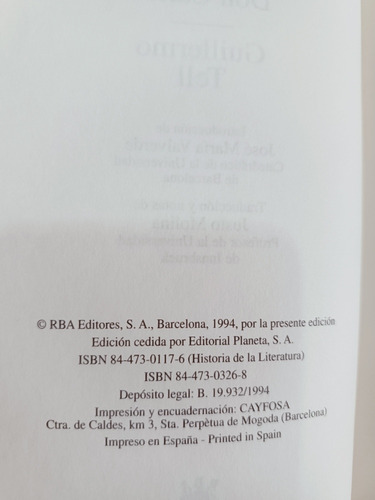 © RBA Editores, S. A., Barcelona, 1994, por la presente edición
Edición cedida por Editorial Planeta, S. A.
ISBN 84-473-0117-6 (Historia de la Literatura)
ISBN 84-473-0326-8
Depósito legal: B. 19.932/1994
Impresión y encuadernación: CAYFOSA
Ctra. de Caldes, km 3, Sta. Perpètua de Mogoda (Barcelona)
Impreso en España - Printed in Spain